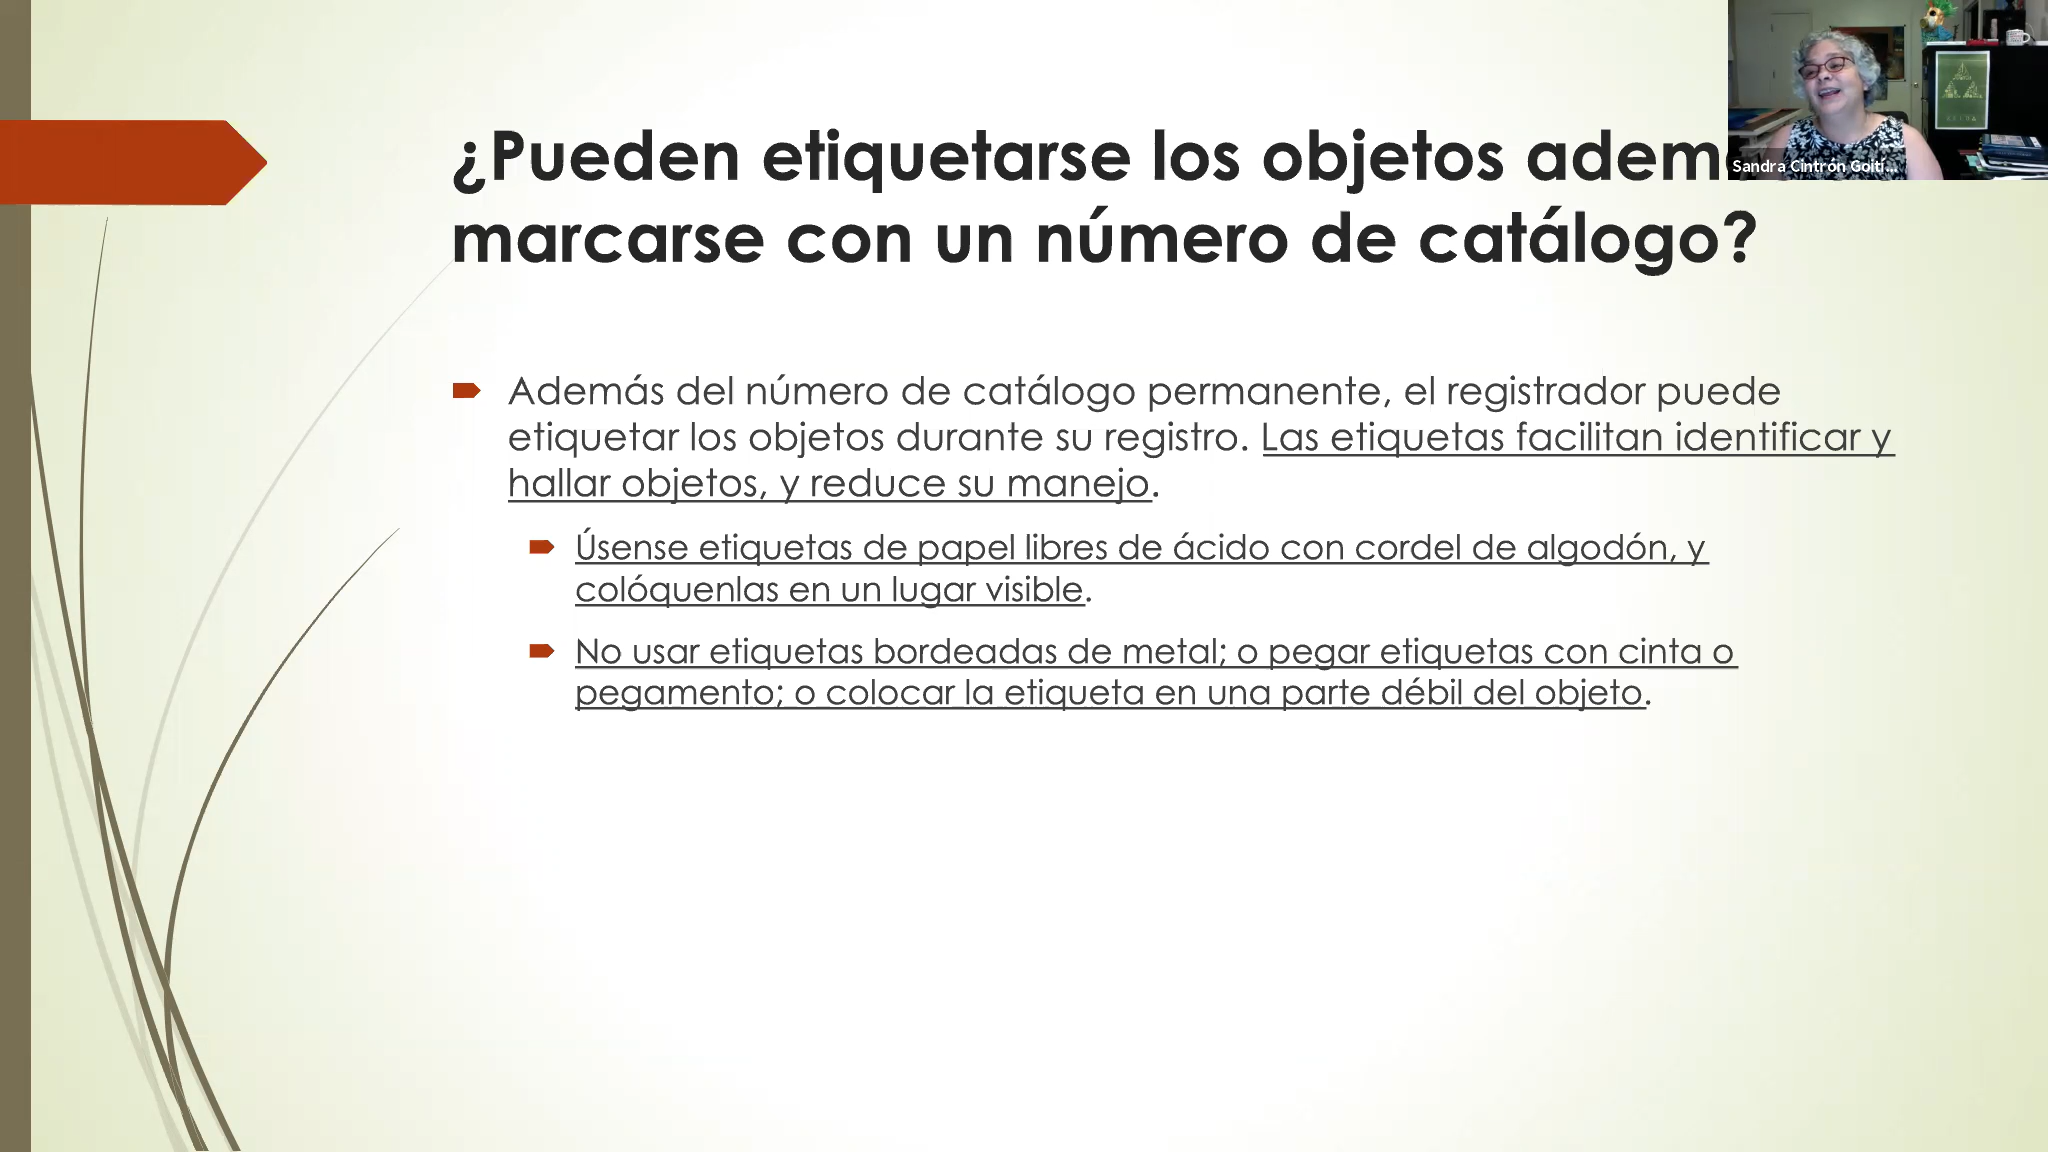 ¿Pueden etiquetarse los objetos
marcarse con un número de catálogo?
Además del número de catálogo permanente, el registrador puede
etiquetar los objetos durante su registro. Las etiquetas facilitan identificar y
hallar objetos, y reduce su manejo.
Úsense etiquetas de papel libres de ácido con cordel de algodón, y
colóquenlas en un lugar visible.
No usar etiquetas bordeadas de metal; o pegar etiquetas con cinta o
pegamento; o colocar la etiqueta en una parte débil del objeto.
Sandra Cintrón Goiti...